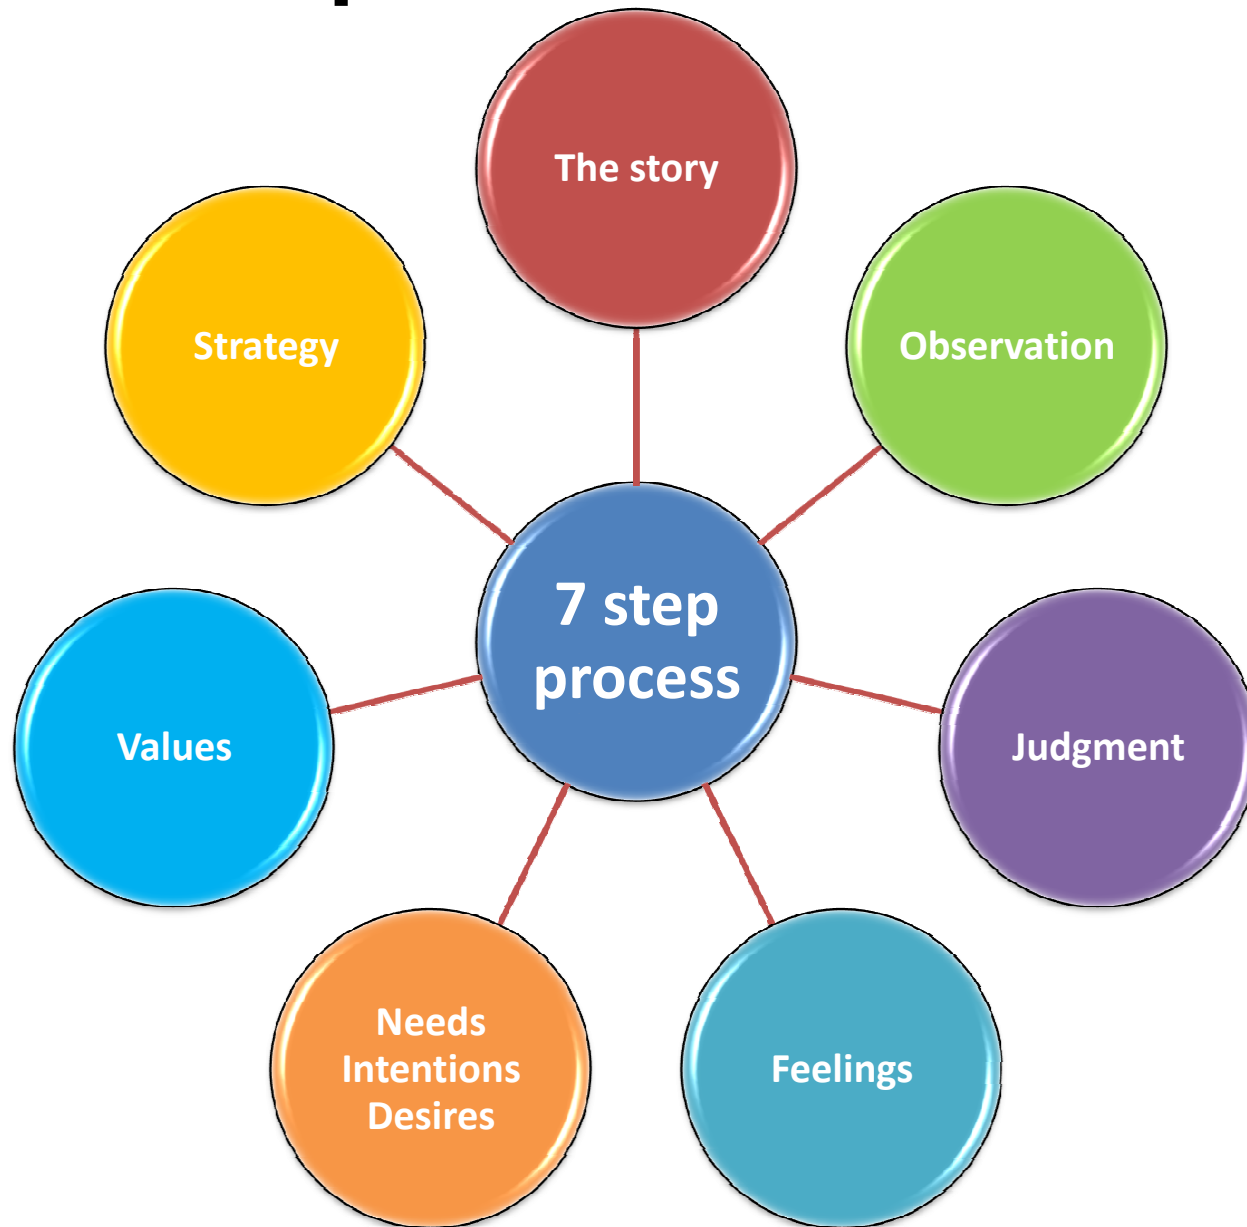 The story
Observation
Judgment
Feelings
Needs
Intentions
Desires
Values
Strategy
7 step
process